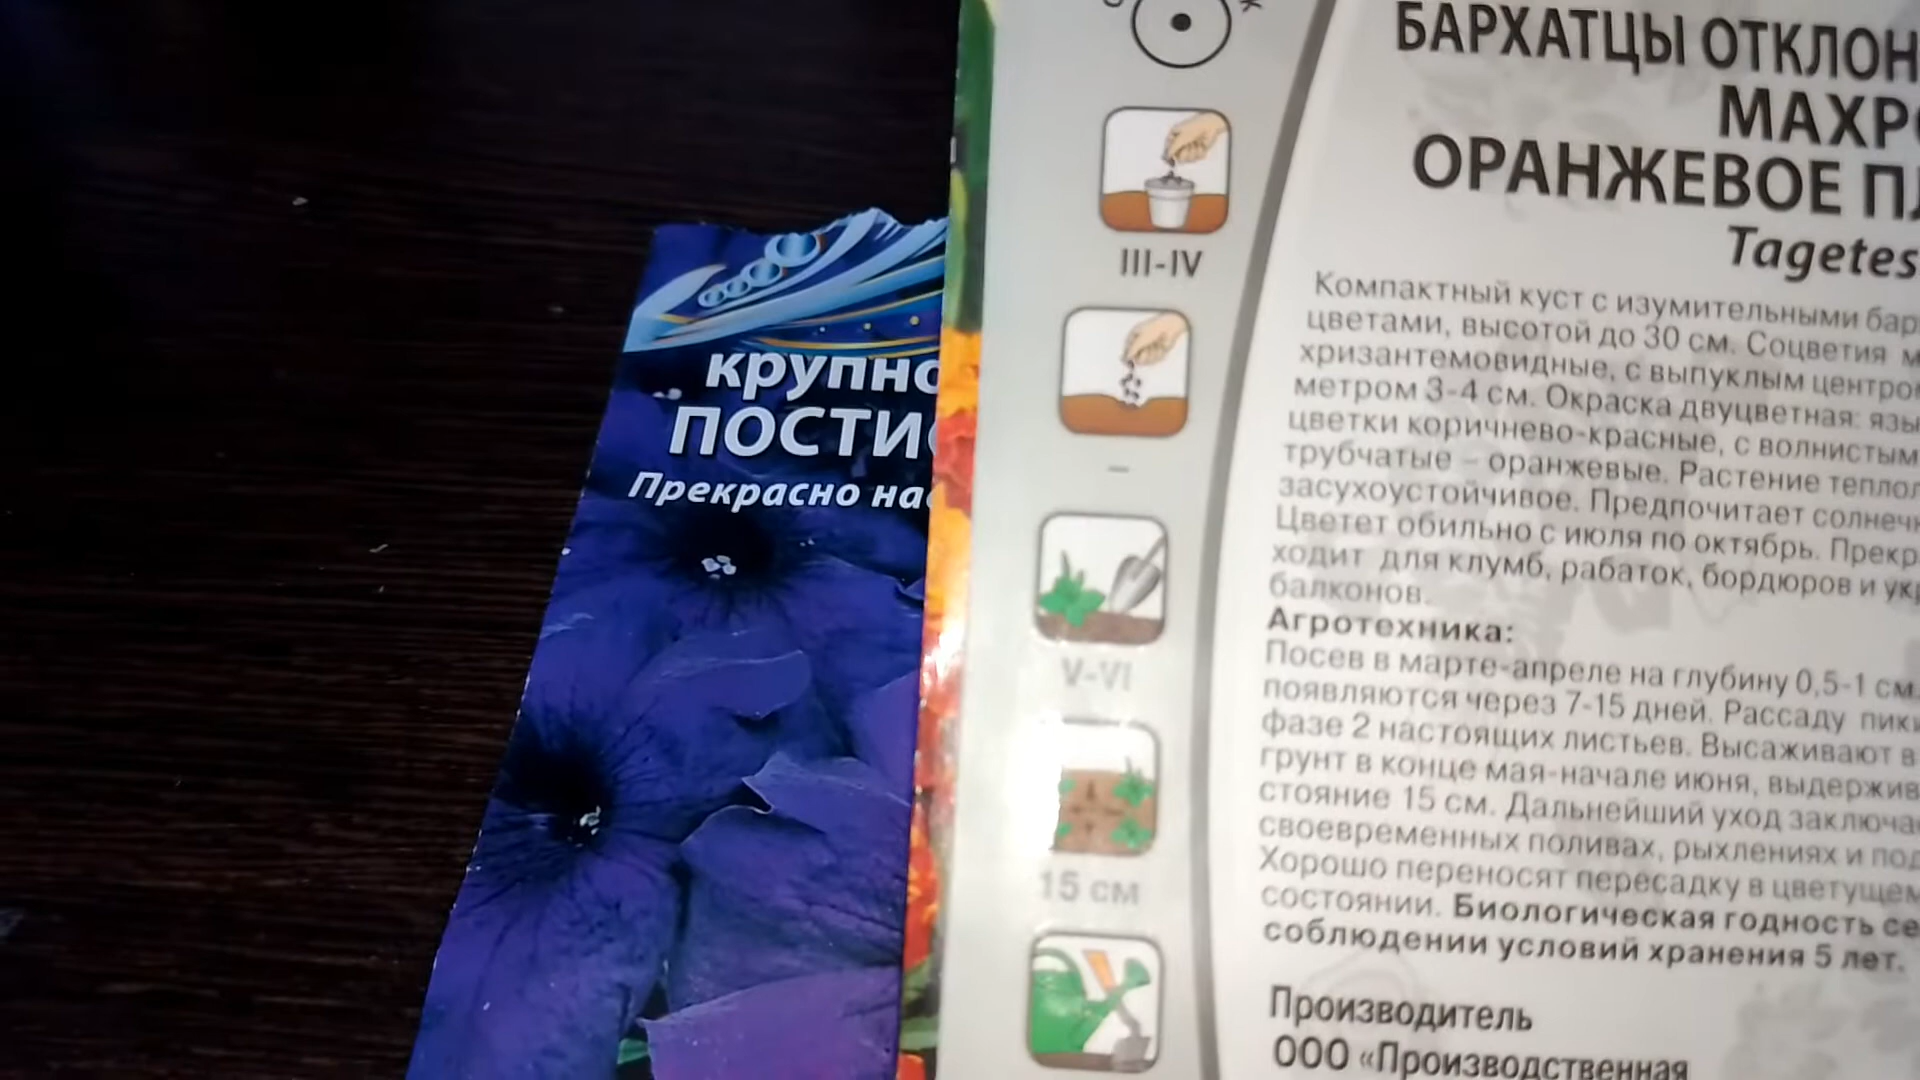 крупно
ПОСТИ
Прекрасно на
III-IV
–
V-VI
15 см
БАРХАТЦЫ ОТКЛОН
МАХР
ОРАНЖЕВОЕ ПЛ
Tagetes
Компактный куст с изумительными бар
цветами, высотой до 30 см. Соцветия м
хризантемовидные, с выпуклым центро
метром 3-4 см. Окраска двуцветная: язы
цветки коричнево-красные, с волнистым
трубчатые – оранжевые. Растение тепло
засухоустойчивое. Предпочитает солнеч
Цветет обильно с июля по октябрь. Прекр
ходит для клумб, рабаток, бордюров и ук
балконов.
Агротехника:
Посев в марте-апреле на глубину 0,5-1 см.
появляются через 7-15 дней. Рассаду пики
фазе 2 настоящих листьев. Высаживают в
грунт в конце мая-начале июня, выдержив
стояние 15 см. Дальнейший уход заключа
своевременных поливах, рыхлениях и под
Хорошо переносят пересадку в цветущем
состоянии. Биологическая годность се
соблюдении условий хранения 5 лет.
Производитель
ООО «Производственная